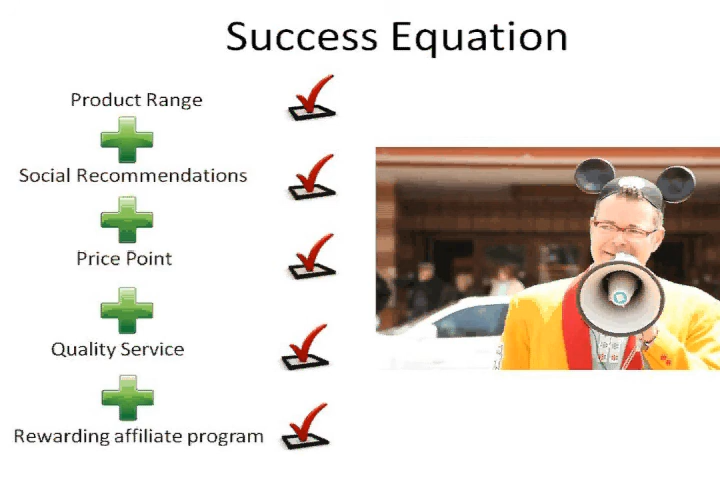 Success Equation
Product Range
Social Recommendations
Price Point
Quality Service
Rewarding affiliate program